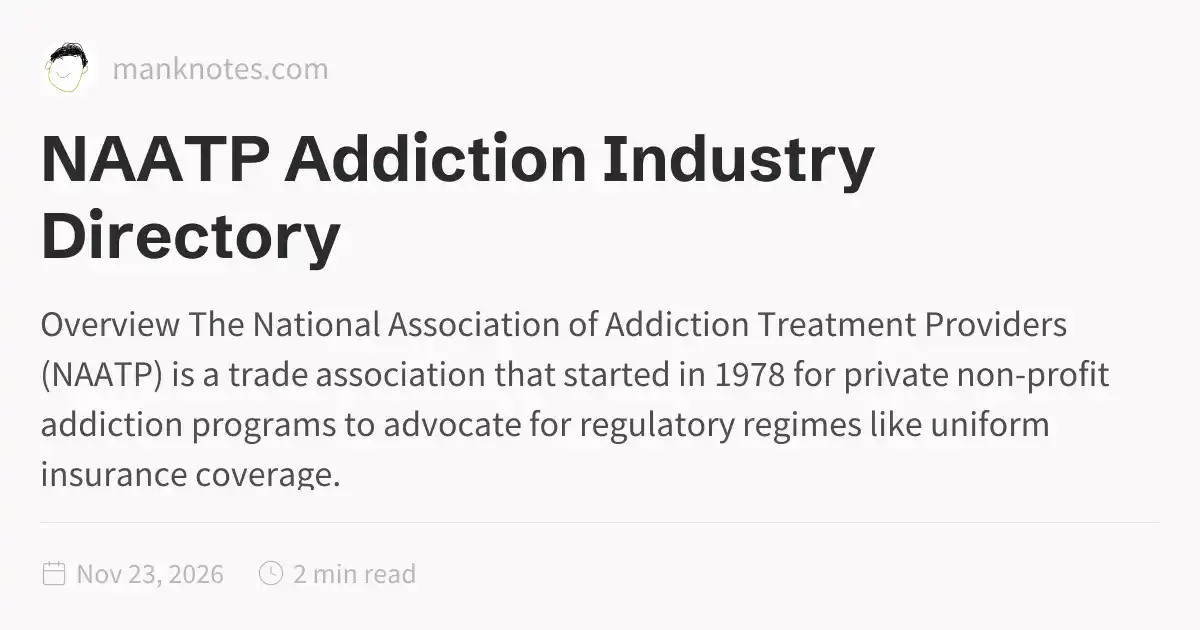 manknotes.com
NAATP Addiction Industry
Directory
Overview The National Association of Addiction Treatment Providers
(NAATP) is a trade association that started in 1978 for private non-profit
addiction programs to advocate for regulatory regimes like uniform
insurance coverage.
Nov 23, 2026
2 min read